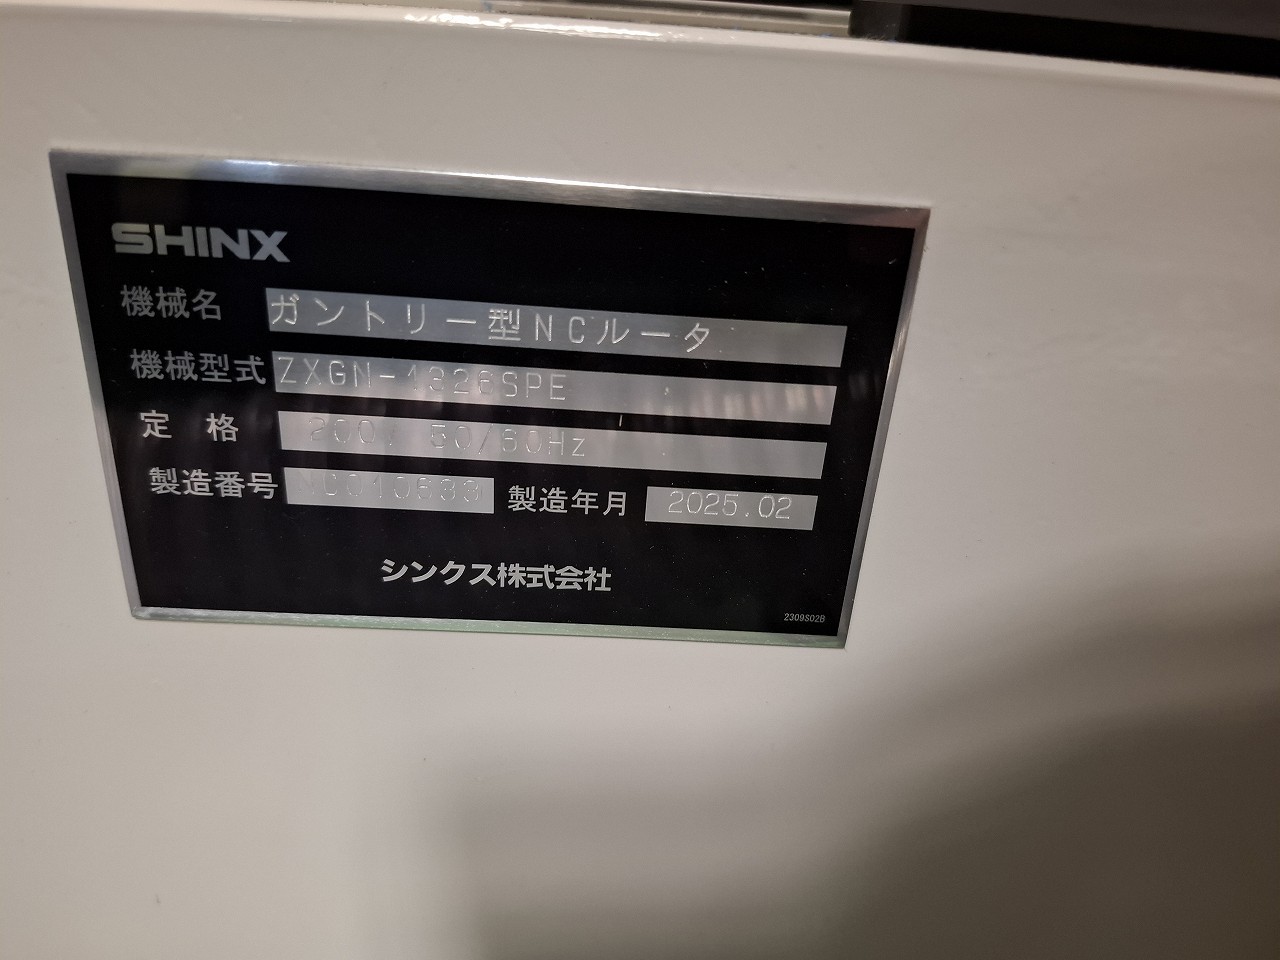 SHINX
機械名 ガントリー型NCルータ
機械型式 ZXGN-1326SPE
定格 200, 50/60Hz
製造番号 NC010633 製造年月 2025.02
シンクス株式会社
2309S02B